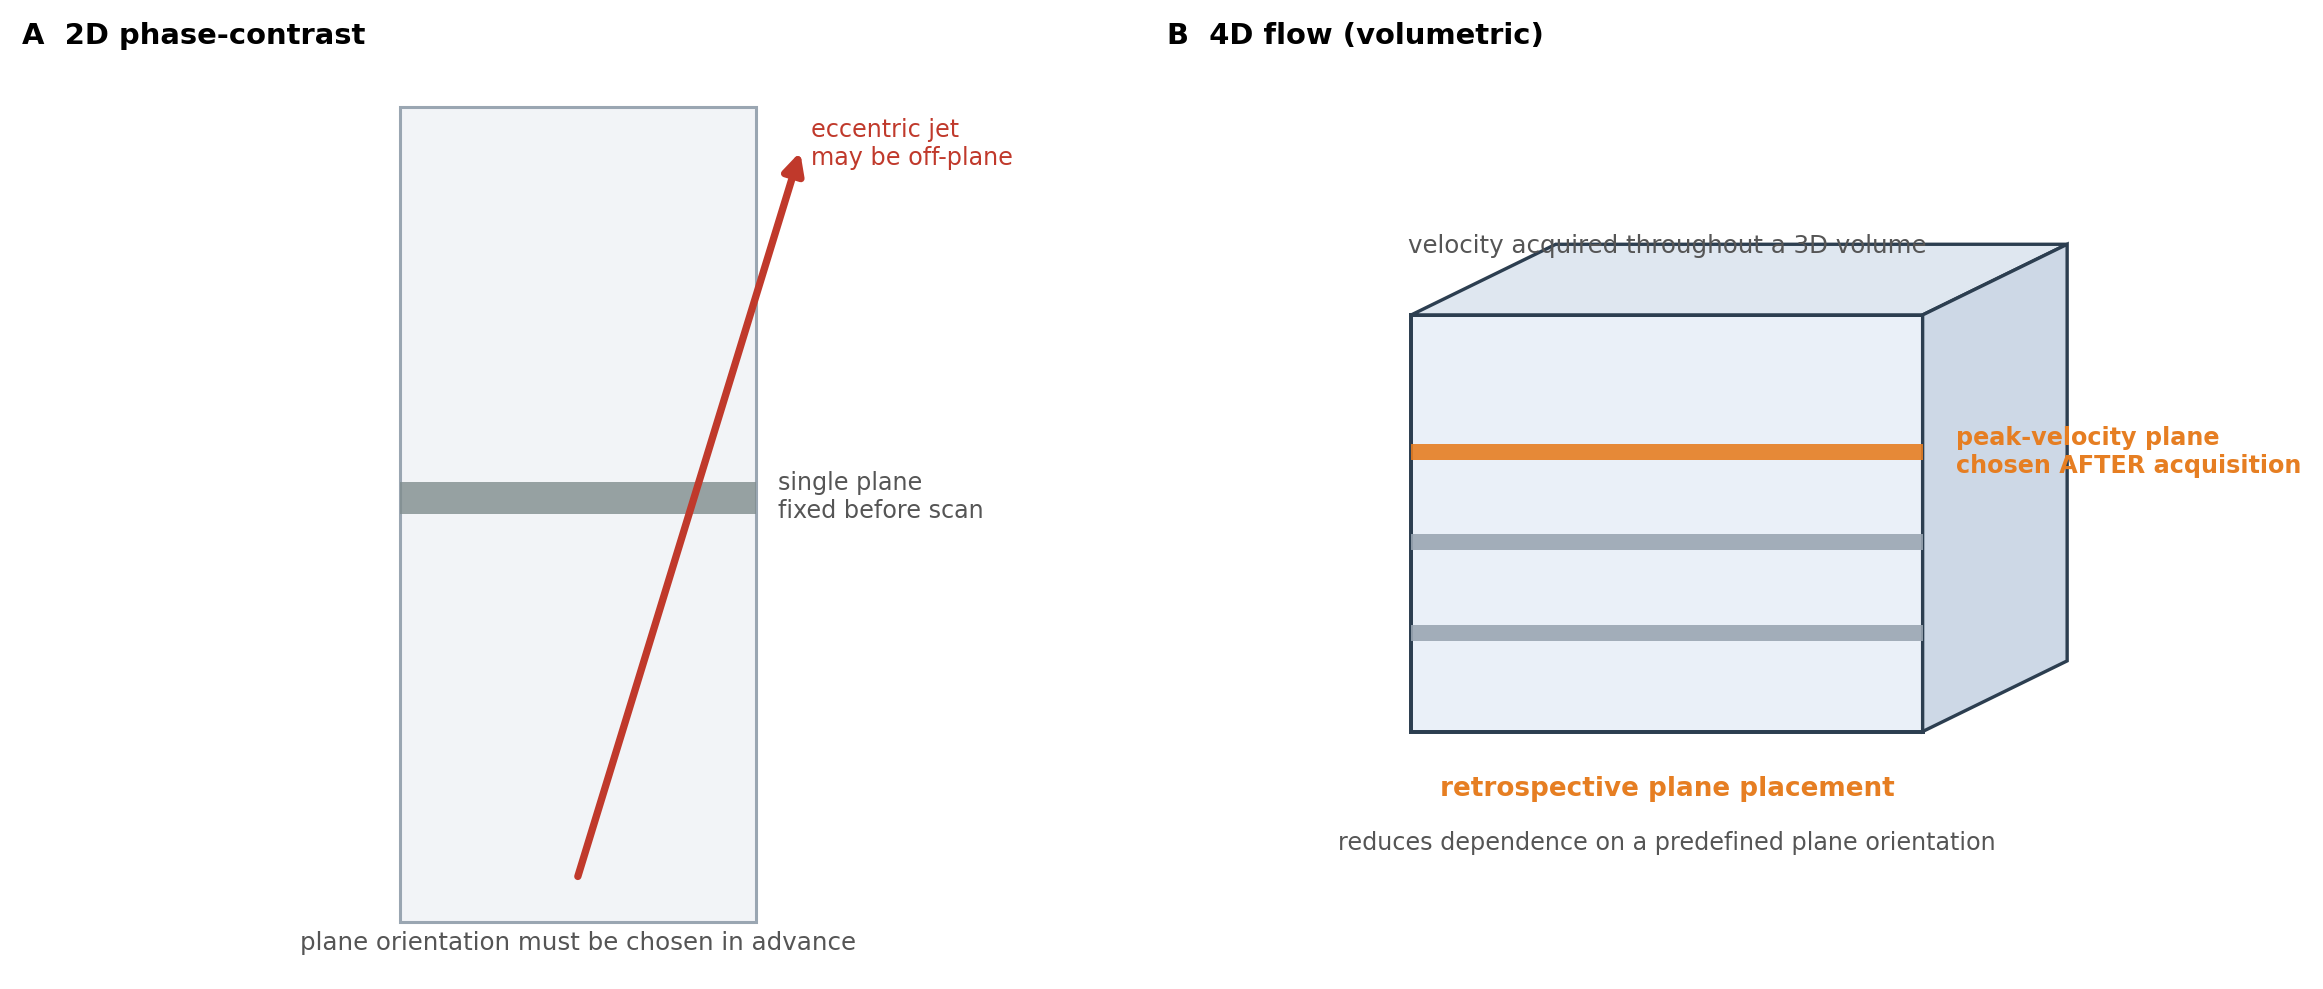 A  2D phase-contrast
eccentric jet
may be off-plane
single plane
fixed before scan
plane orientation must be chosen in advance
B  4D flow (volumetric)
velocity acquired throughout a 3D volume
peak-velocity plane
chosen AFTER acquisition
retrospective plane placement
reduces dependence on a predefined plane orientation